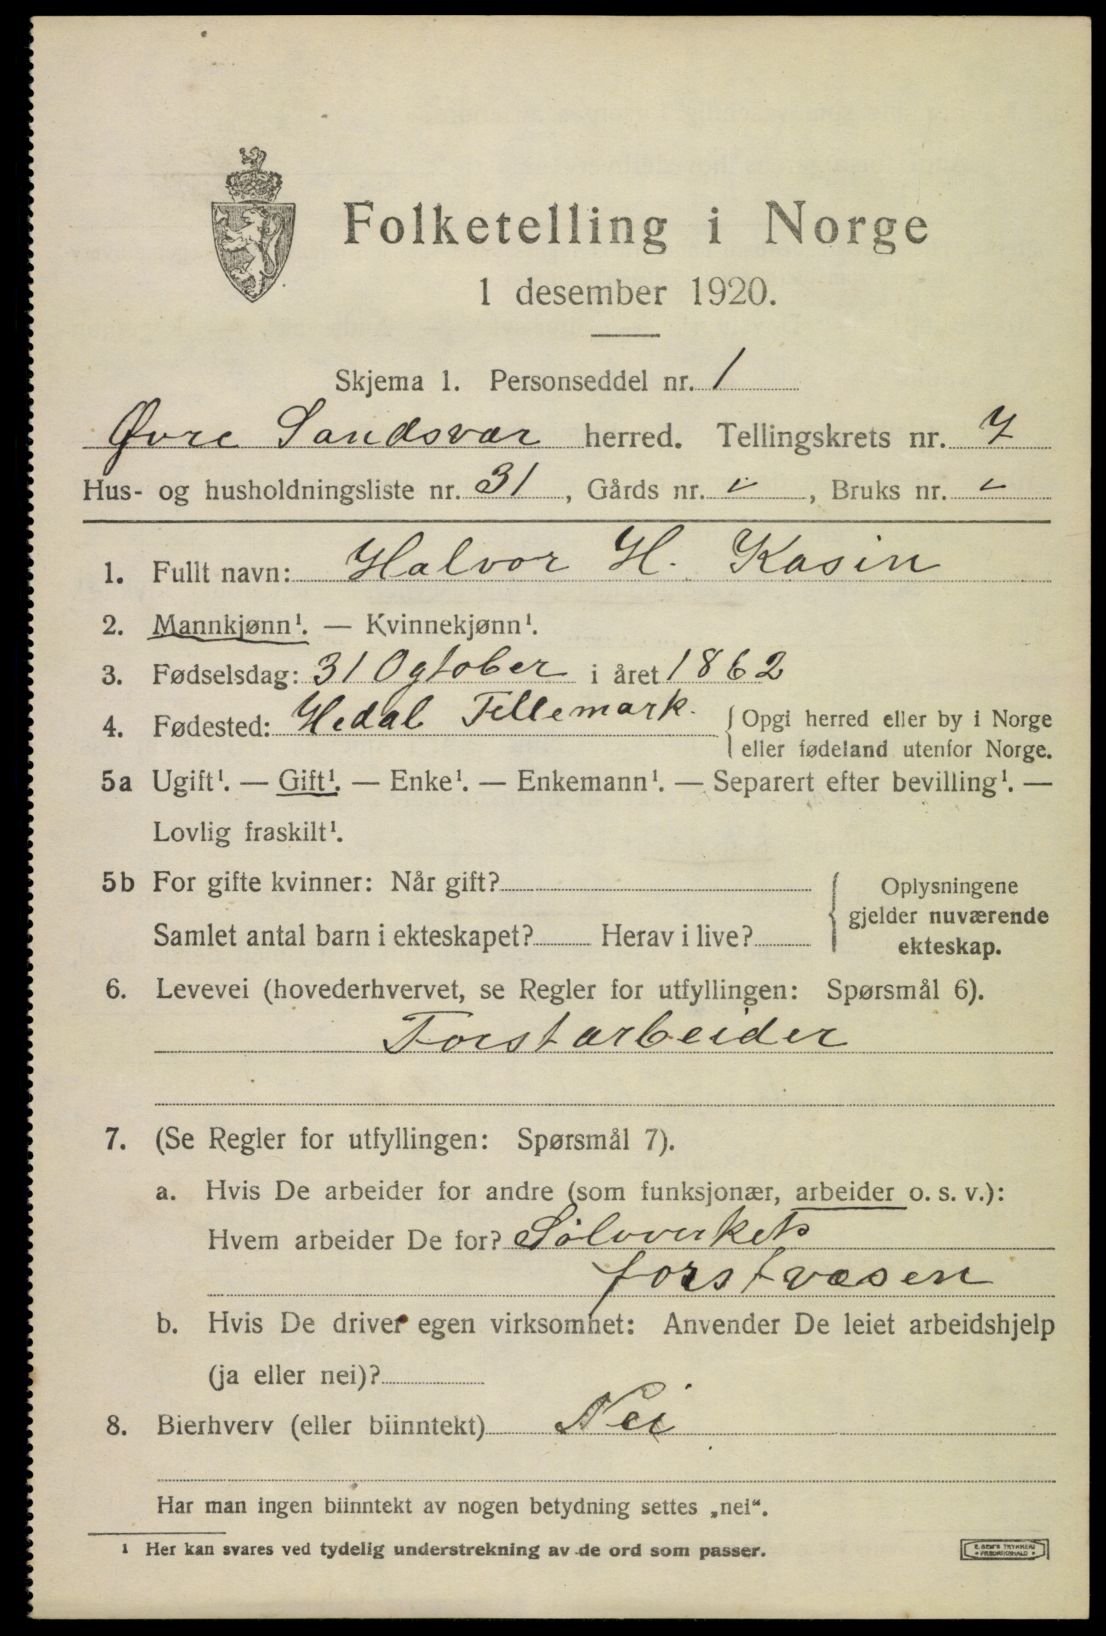 Folketelling i Norge
1 desember 1920.
Skjema 1. Personseddel nr. 1
Øvre Sandsvær herred. Tellingskrets nr. 7
Hus- og husholdningsliste nr. 31, Gårds nr. , Bruks nr.
1. Fullt navn: Halvor H. Kasin
2. Mannkjønn¹. — Kvinnekjønn¹.
3. Fødselsdag: 31 Ogtober i året 1862
4. Fødested: Hedal Tellemark. { Opgi herred eller by i Norge
eller fødeland utenfor Norge.
5a Ugift¹. — Gift¹. — Enke¹. — Enkemann¹. — Separert efter bevilling¹. —
Lovlig fraskilt¹.
5b For gifte kvinner: Når gift? { Oplysningene
gjelder nuværende
Samlet antal barn i ekteskapet? Herav i live?
ekteskap.
6. Levevei (hovederhvervet, se Regler for utfyllingen: Spørsmål 6).
Forstarbeider
7. (Se Regler for utfyllingen: Spørsmål 7).
a. Hvis De arbeider for andre (som funksjonær, arbeider o. s. v.):
Hvem arbeider De for? Sølvverkets
forstvæsen
b. Hvis De driver egen virksomhet: Anvender De leiet arbeidshjelp
(ja eller nei)?
8. Bierhverv (eller biinntekt) Nei
Har man ingen biinntekt av nogen betydning settes „nei“.
¹ Her kan svares ved tydelig understrekning av de ord som passer.